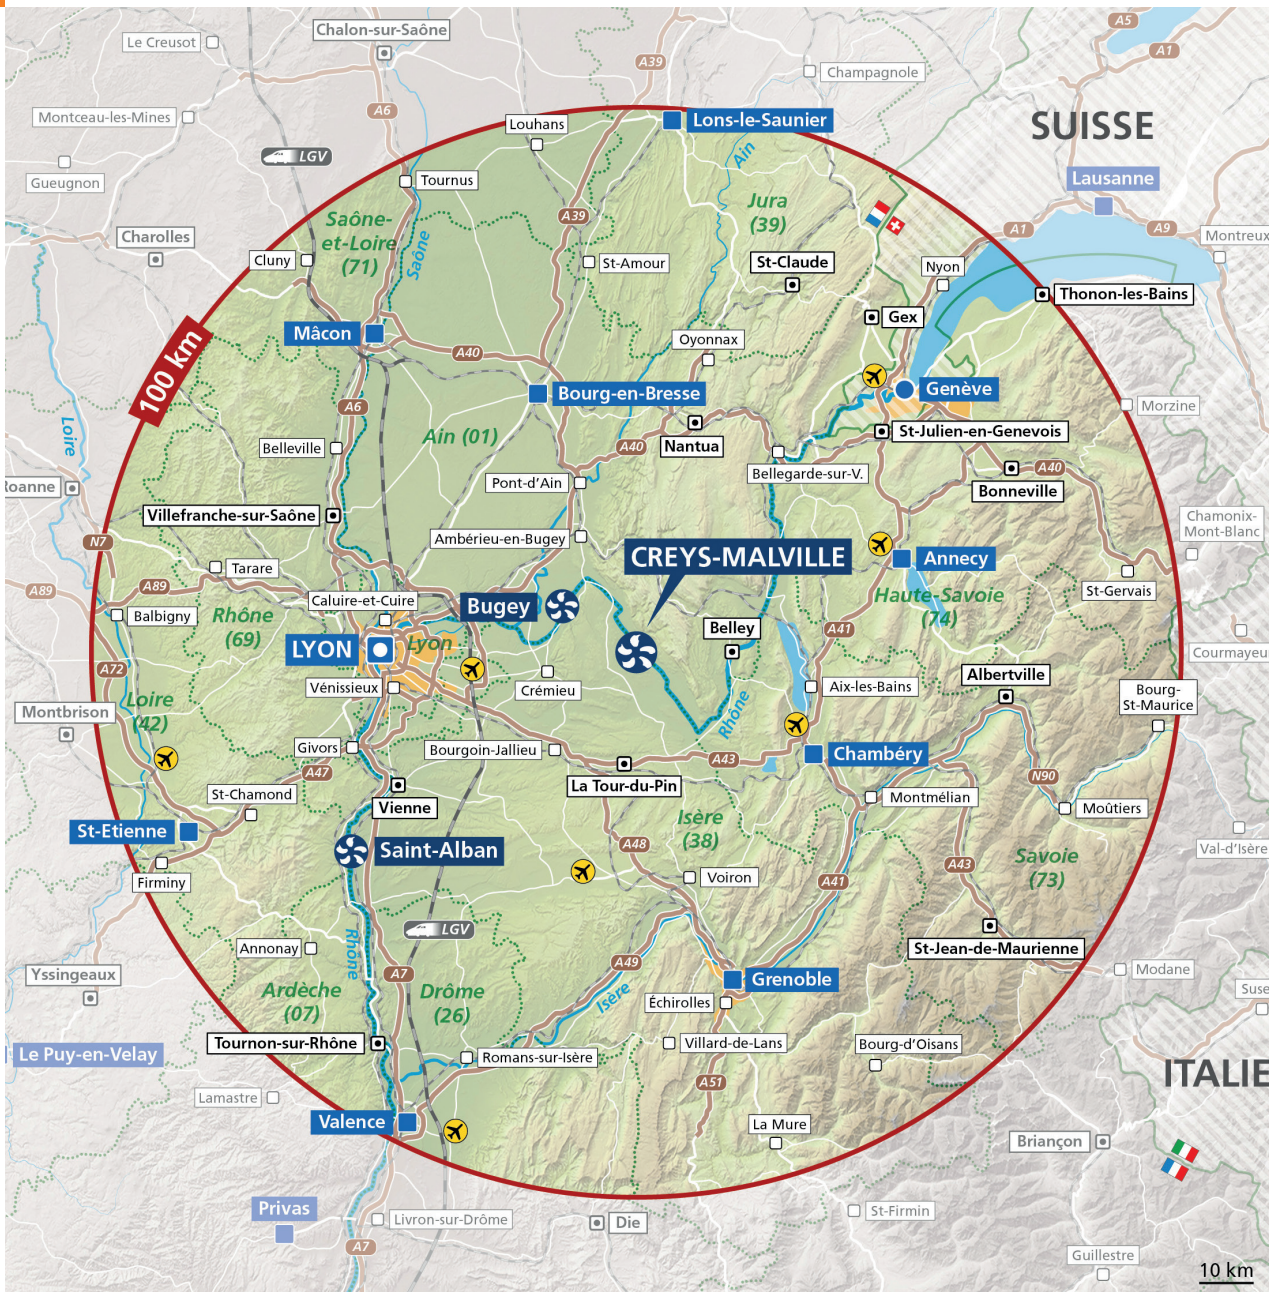 A5
Chalon-sur-Saône
Le Creusot
A1
A39
Champagnole
A6
Montceau-les-Mines
Lons-le-Saunier
Louhans
SUISSE
Ain
LGV
Gueugnon
Tournus
Lausanne
Jura
(39)
Saône-
et-Loire
(71)
A39
A1
A9
Charolles
Montreux
Saône
Cluny
St-Amour
St-Claude
Nyon
Thonon-les-Bains
Gex
Mâcon
Oyonnax
A40
100 km
Genève
Bourg-en-Bresse
A6
Morzine
Loire
Ain (01)
St-Julien-en-Genevois
Nantua
A40
Belleville
A40
Bellegarde-sur-V.
Pont-d'Ain
Bonneville
Roanne
Villefranche-sur-Saône
Chamonix-
Mont-Blanc
Ambérieu-en-Bugey
N7
CREYS-MALVILLE
Annecy
Tarare
A89
A89
St-Gervais
Haute-Savoie
(74)
Caluire-et-Cuire
Bugey
Balbigny
Rhône
(69)
Belley
A41
LYON
Lyon
Courmayeur
A72
Albertville
Vénissieux
Crémieu
Aix-les-Bains
Bourg-
St-Maurice
Loire
(42)
Montbrison
Rhône
Givors
Bourgoin-Jallieu
Chambéry
A43
A47
N90
La Tour-du-Pin
St-Chamond
Montmélian
Vienne
Moûtiers
Isère
(38)
St-Etienne
A48
Saint-Alban
Val-d'Isère
Savoie
(73)
A43
Voiron
A41
Firminy
LGV
Annonay
Rhône
St-Jean-de-Maurienne
A49
Modane
Yssingeaux
A7
Grenoble
Suse
Ardèche
(07)
Drôme
(26)
Isère
Échirolles
Tournon-sur-Rhône
Villard-de-Lans
Bourg-d'Oisans
Le Puy-en-Velay
Romans-sur-Isère
ITALIE
A51
Lamastre
Valence
La Mure
Briançon
Privas
Livron-sur-Drôme
Die
St-Firmin
A7
Guillestre
10 km